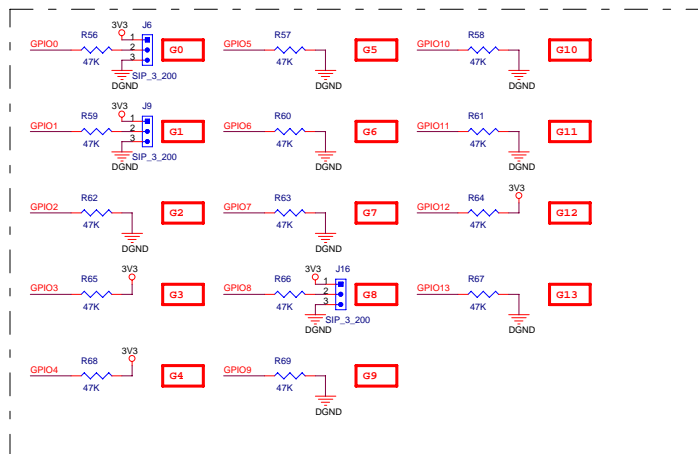 3V3 J6
R56 R57 R58
GPIO0 1 2 3 G0 GPIO5 G5 GPIO10 G10
47K SIP_3_200 47K 47K
DGND DGND DGND
3V3 J9
R59 R60 R61
GPIO1 1 2 3 G1 GPIO6 G6 GPIO11 G11
47K SIP_3_200 47K 47K
DGND DGND DGND
3V3
R62 R63 R64
GPIO2 G2 GPIO7 G7 GPIO12 G12
47K 47K 47K
DGND DGND
3V3 3V3 J16
R65 R66 R67
GPIO3 G3 GPIO8 1 2 3 G8 GPIO13 G13
47K 47K SIP_3_200 47K
DGND DGND
3V3
R68 R69
GPIO4 G4 GPIO9 G9
47K 47K
DGND